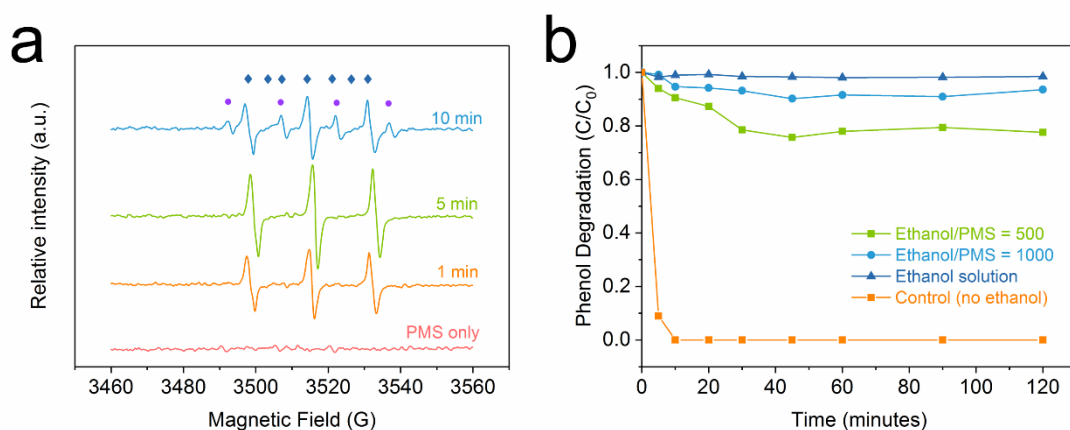 a
10 min
5 min
1 min
PMS only
Relative intensity (a.u.)
3460 3480 3500 3520 3540 3560
Magnetic Field (G)
b
1.0
0.8
0.6
0.4
0.2
0.0
Phenol Degradation (C/C₀)
Ethanol/PMS = 500
Ethanol/PMS = 1000
Ethanol solution
Control (no ethanol)
0 20 40 60 80 100 120
Time (minutes)